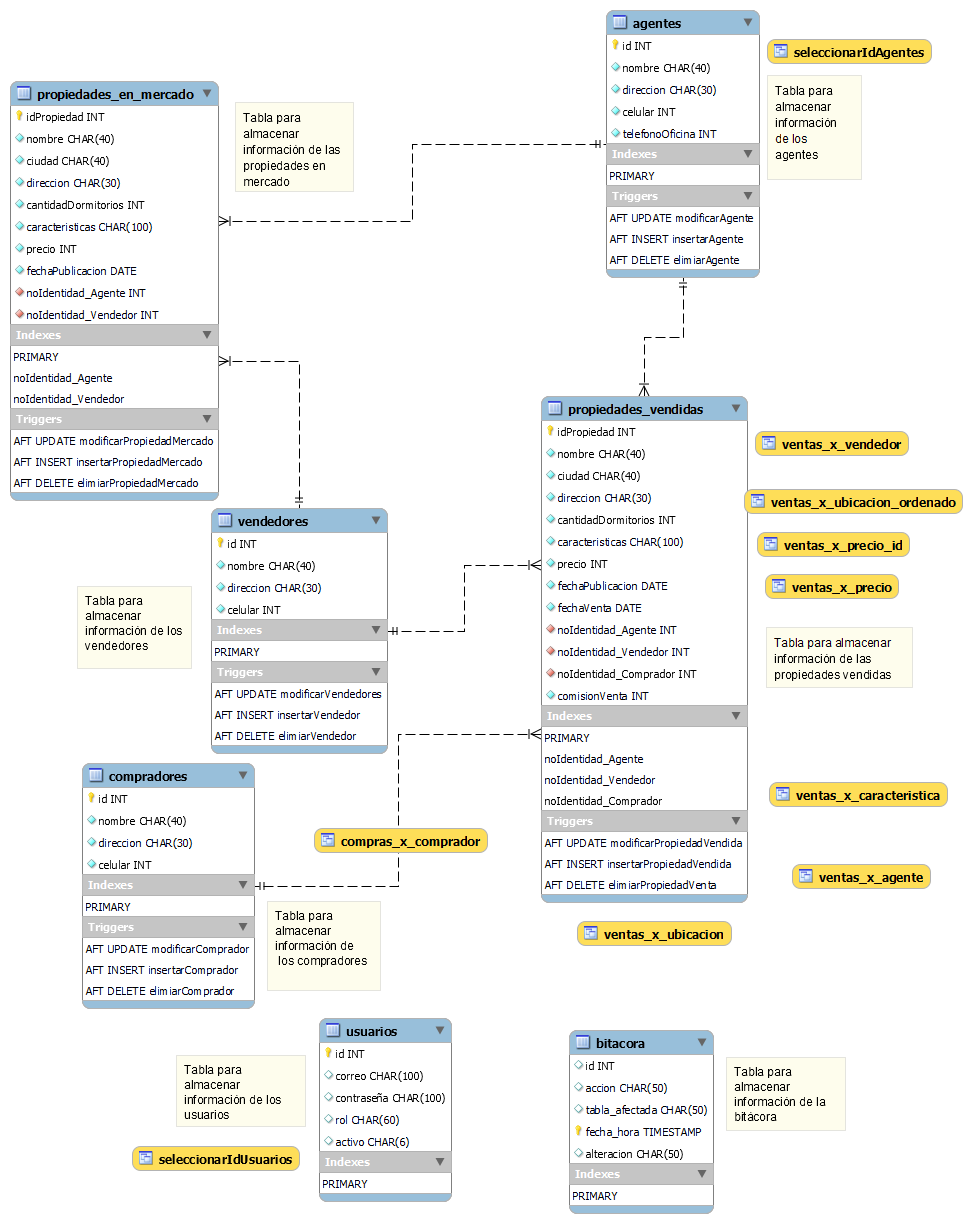 agentes
id INT
nombre CHAR(40)
direccion CHAR(30)
celular INT
telefonoOficina INT
Indexes
PRIMARY
Triggers
AFT UPDATE modificarAgente
AFT INSERT insertarAgente
AFT DELETE elimiarAgente
seleccionarIdAgentes
Tabla para
almacenar
información
de los
agentes
propiedades_en_mercado
idPropiedad INT
nombre CHAR(40)
ciudad CHAR(40)
direccion CHAR(30)
cantidadDormitorios INT
caracteristicas CHAR(100)
precio INT
fechaPublicacion DATE
noIdentidad_Agente INT
noIdentidad_Vendedor INT
Indexes
PRIMARY
noIdentidad_Agente
noIdentidad_Vendedor
Triggers
AFT UPDATE modificarPropiedadMercado
AFT INSERT insertarPropiedadMercado
AFT DELETE elimiarPropiedadMercado
Tabla para
almacenar
información de las
propiedades en
mercado
propiedades_vendidas
idPropiedad INT
nombre CHAR(40)
ciudad CHAR(40)
direccion CHAR(30)
cantidadDormitorios INT
caracteristicas CHAR(100)
precio INT
fechaPublicacion DATE
fechaVenta DATE
noIdentidad_Agente INT
noIdentidad_Vendedor INT
noIdentidad_Comprador INT
comisionVenta INT
Indexes
PRIMARY
noIdentidad_Agente
noIdentidad_Vendedor
noIdentidad_Comprador
Triggers
AFT UPDATE modificarPropiedadVendida
AFT INSERT insertarPropiedadVendida
AFT DELETE elimiarPropiedadVenta
ventas_x_vendedor
ventas_x_ubicacion_ordenado
ventas_x_precio_id
ventas_x_precio
Tabla para almacenar
información de las
propiedades vendidas
ventas_x_caracteristica
ventas_x_agente
ventas_x_ubicacion
vendedores
id INT
nombre CHAR(40)
direccion CHAR(30)
celular INT
Indexes
PRIMARY
Triggers
AFT UPDATE modificarVendedores
AFT INSERT insertarVendedor
AFT DELETE elimiarVendedor
Tabla para
almacenar
información de los
vendedores
compradores
id INT
nombre CHAR(40)
direccion CHAR(30)
celular INT
Indexes
PRIMARY
Triggers
AFT UPDATE modificarComprador
AFT INSERT insertarComprador
AFT DELETE elimiarComprador
compras_x_comprador
Tabla para
almacenar
información de
los compradores
usuarios
id INT
correo CHAR(100)
contraseña CHAR(100)
rol CHAR(60)
activo CHAR(6)
Indexes
PRIMARY
Tabla para
almacenar
información de los
usuarios
seleccionarIdUsuarios
bitacora
id INT
accion CHAR(50)
tabla_afectada CHAR(50)
fecha_hora TIMESTAMP
alteracion CHAR(50)
Indexes
PRIMARY
Tabla para
almacenar
información de la
bitácora